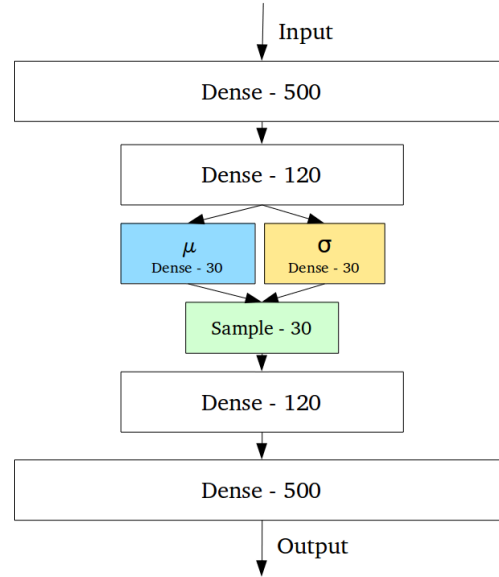 Input
Dense - 500
Dense - 120
μ
Dense - 30
σ
Dense - 30
Sample - 30
Dense - 120
Dense - 500
Output